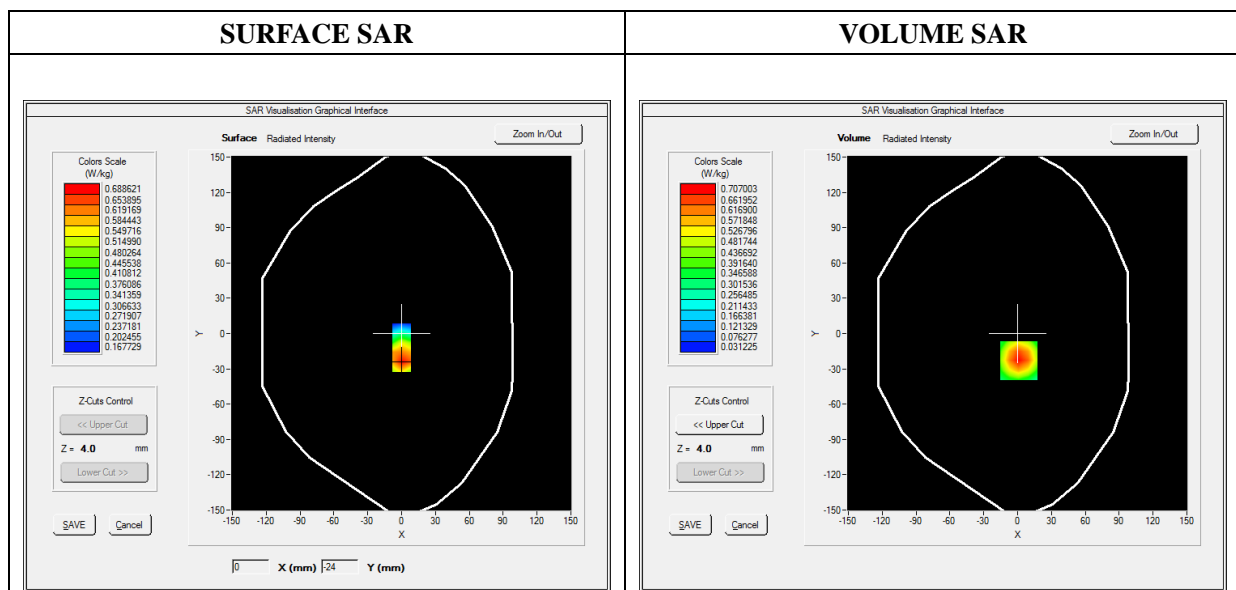 SURFACE SAR
VOLUME SAR
SAR Visualisation Graphical Interface
Surface Radiated Intensity
Zoom In/Out
Colors Scale
(W/kg)
0.688621
0.653895
0.619169
0.584443
0.549716
0.514990
0.480264
0.445538
0.410812
0.376086
0.341359
0.306633
0.271907
0.237181
0.202455
0.167729
150
120
90
60
30
0
-30
-60
-90
-120
-150
Y
-150 -120 -90 -60 -30 0 30 60 90 120 150
X
Z-Cuts Control
<< Upper Cut
Z = 4.0 mm
Lower Cut >>
SAVE Cancel
0 X (mm) -24 Y (mm)
SAR Visualisation Graphical Interface
Volume Radiated Intensity
Zoom In/Out
Colors Scale
(W/kg)
0.707003
0.661952
0.616900
0.571848
0.526796
0.481744
0.436692
0.391640
0.346588
0.301536
0.256485
0.211433
0.166381
0.121329
0.076277
0.031225
150
120
90
60
30
0
-30
-60
-90
-120
-150
Y
-150 -120 -90 -60 -30 0 30 60 90 120 150
X
Z-Cuts Control
<< Upper Cut
Z = 4.0 mm
Lower Cut >>
SAVE Cancel